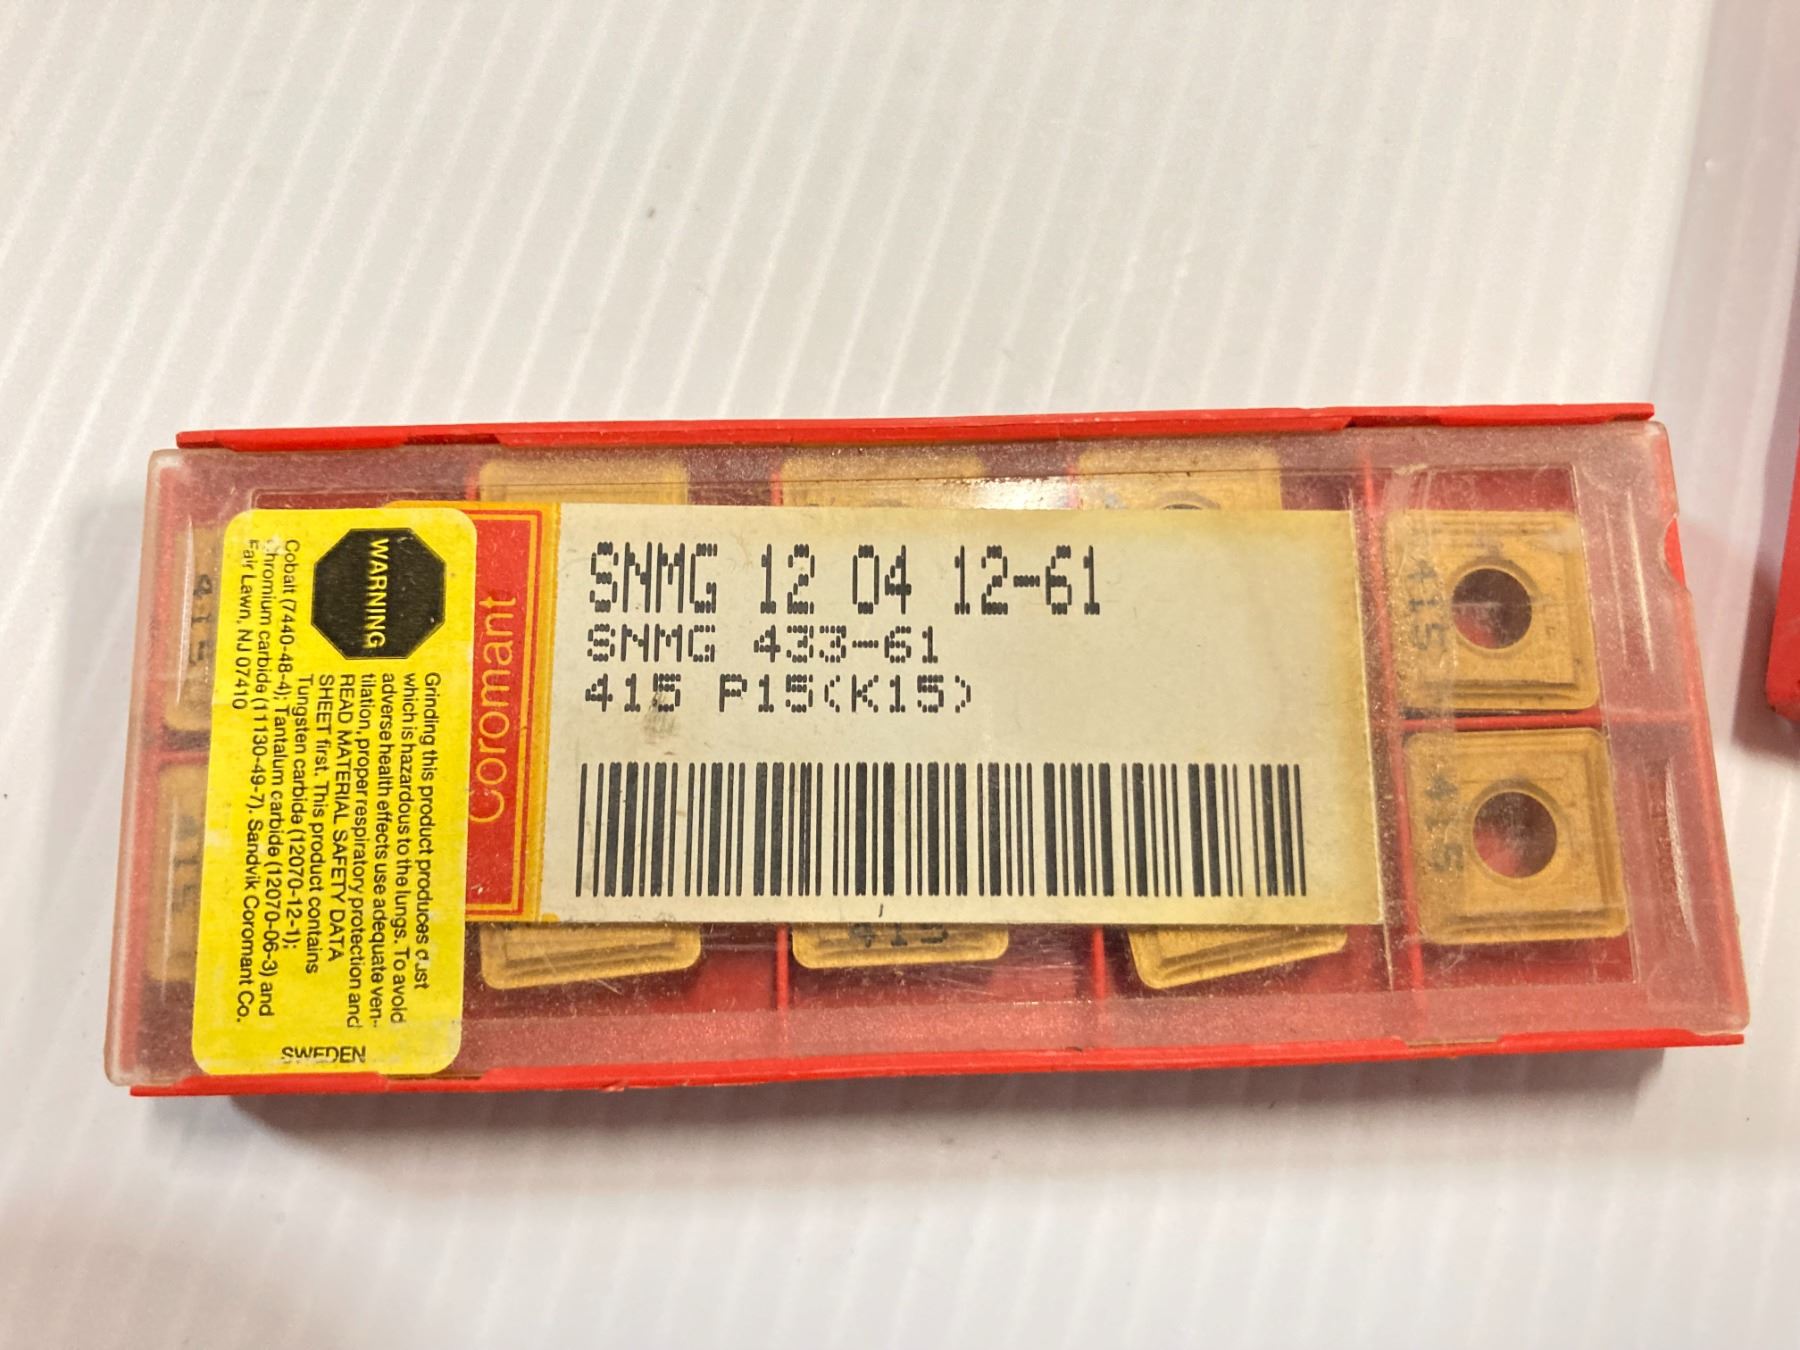 SNMG 12 04 12-61
SNMG 433-61
415 P15(K15)
Coromant
WARNING
Grinding this product produces dust
which is hazardous to the lungs. To avoid
adverse health effects use adequate ven-
tilation, proper respiratory protection and
READ MATERIAL SAFETY DATA
SHEET first. This product contains
Tungsten carbide (12070-12-1);
Cobalt (7440-48-4); Tantalum carbide (12070-06-3) and
chromium carbide (11130-49-7). Sandvik Coromant Co.
Fair Lawn, NJ 07410
SWEDEN
415
415
415
415
415